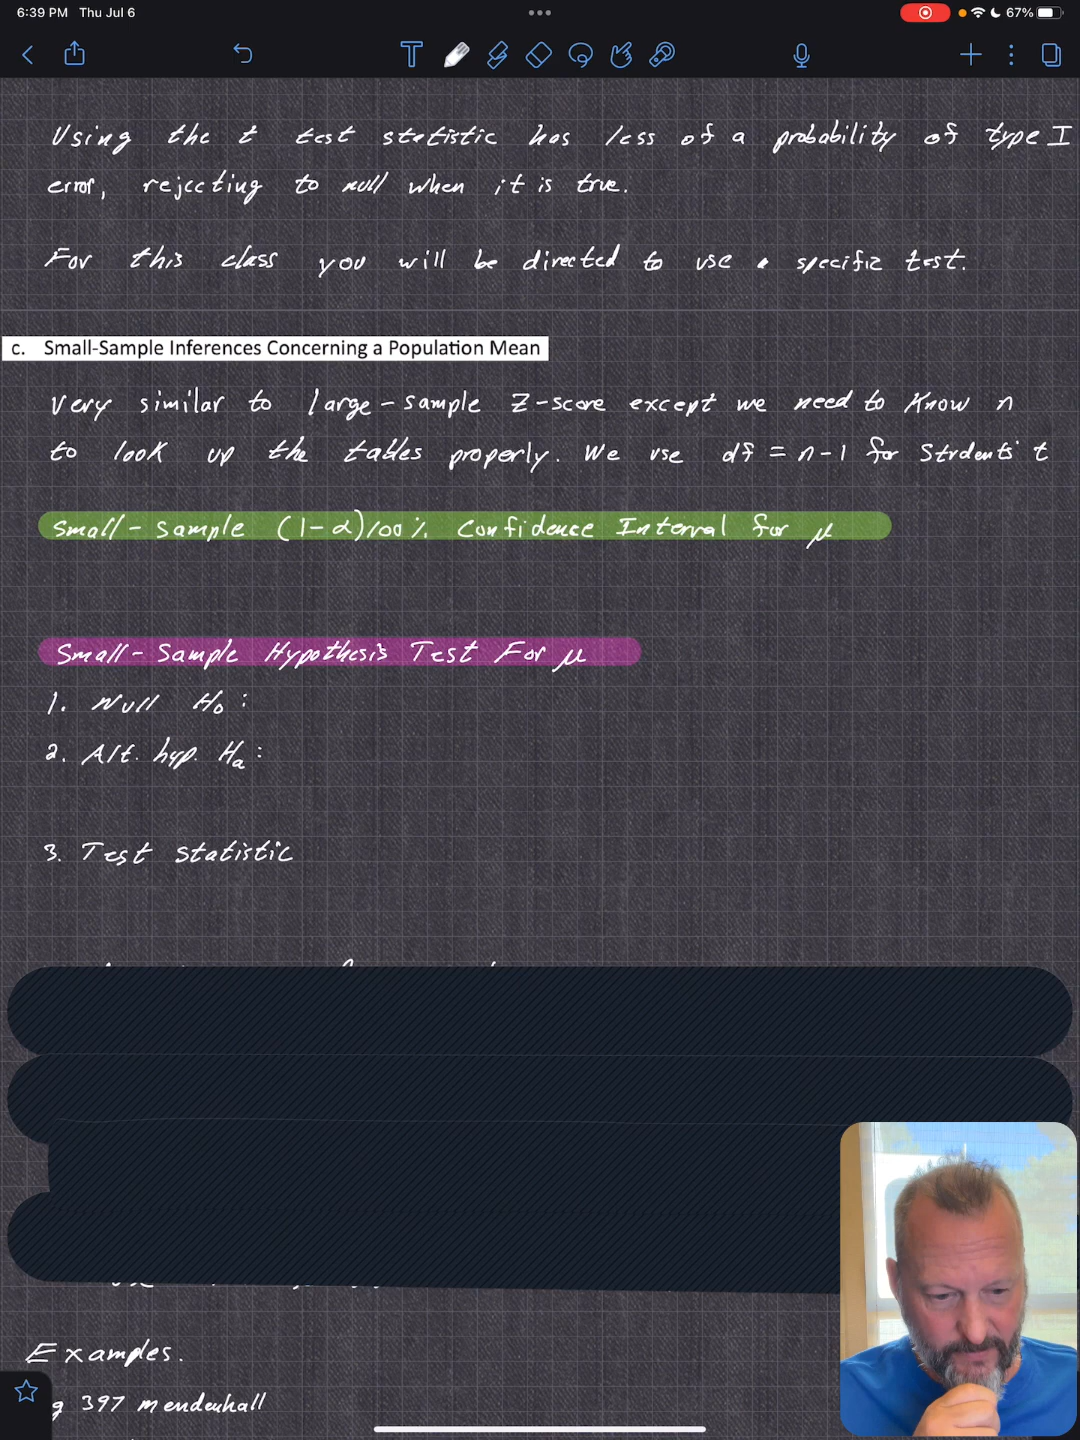 6:39 PM Thu Jul 6
67%
Using the t test statistic has less of a probability of type I
error, rejecting to null when it is true.
For this class you will be directed to use a specific test.
c. Small-Sample Inferences Concerning a Population Mean
Very similar to large-sample Z-score except we need to Know n
to look up the tables properly. We use df = n-1 for Students' t
Small-Sample (1-α)100% Confidence Interval for μ
Small-Sample Hypothesis Test For μ
1. Null H₀:
2. Alt. hyp. Hₐ:
3. Test statistic
Examples.
g 397 mendenhall